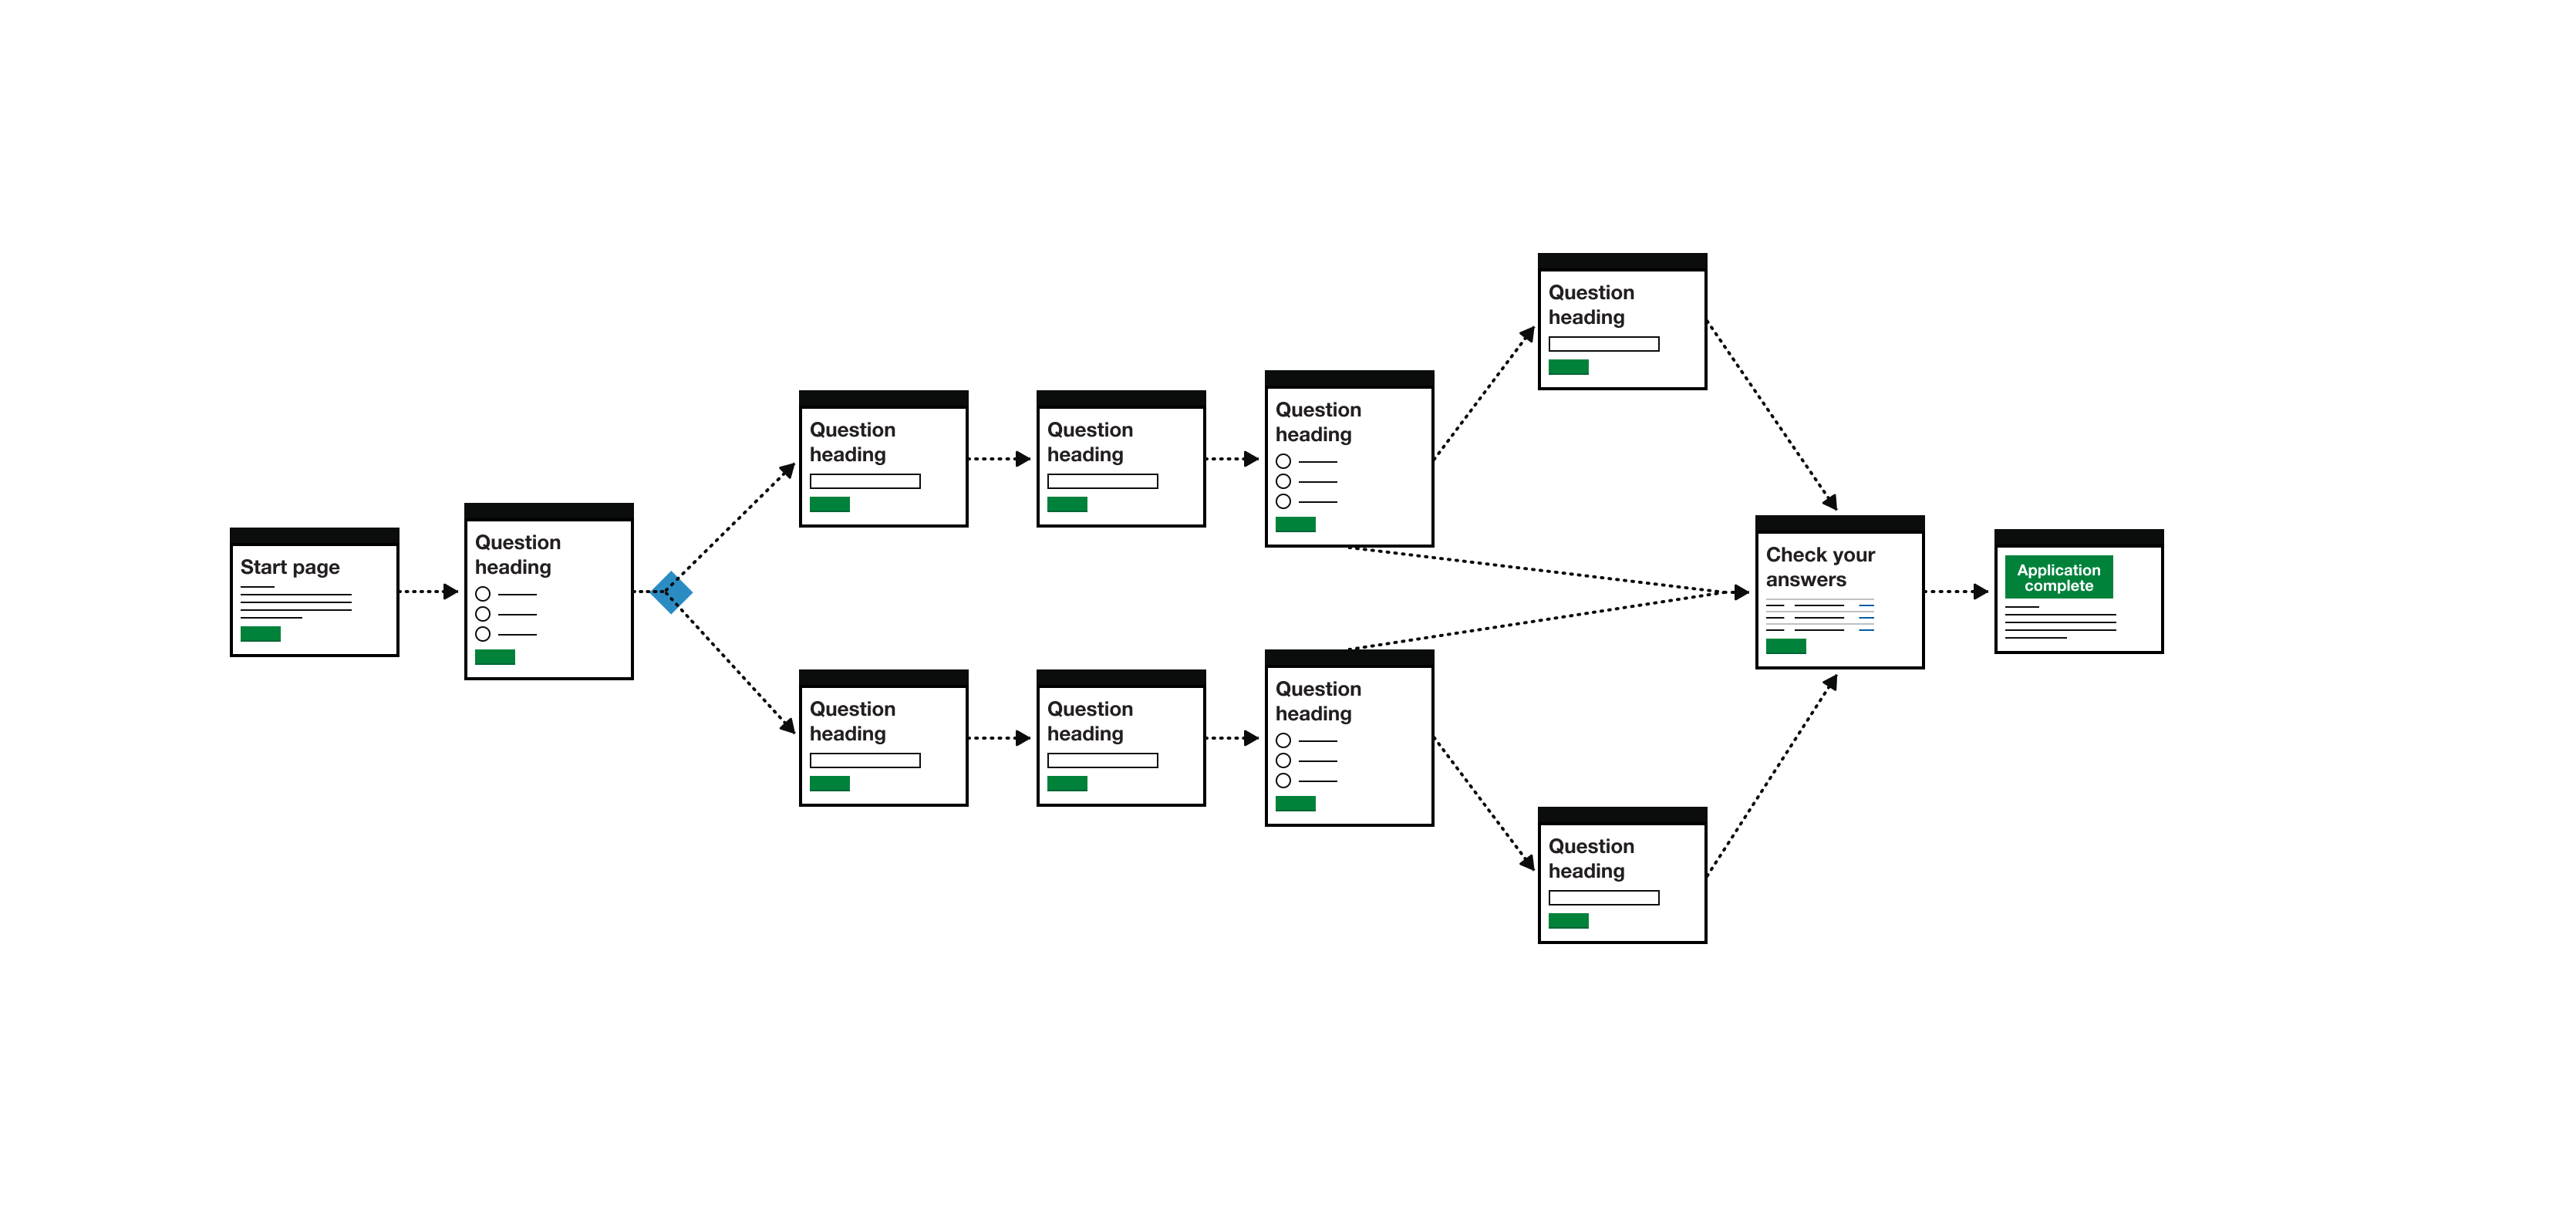 Start page
Question
heading
Question
heading
Question
heading
Question
heading
Question
heading
Question
heading
Question
heading
Question
heading
Question
heading
Check your
answers
Application
complete